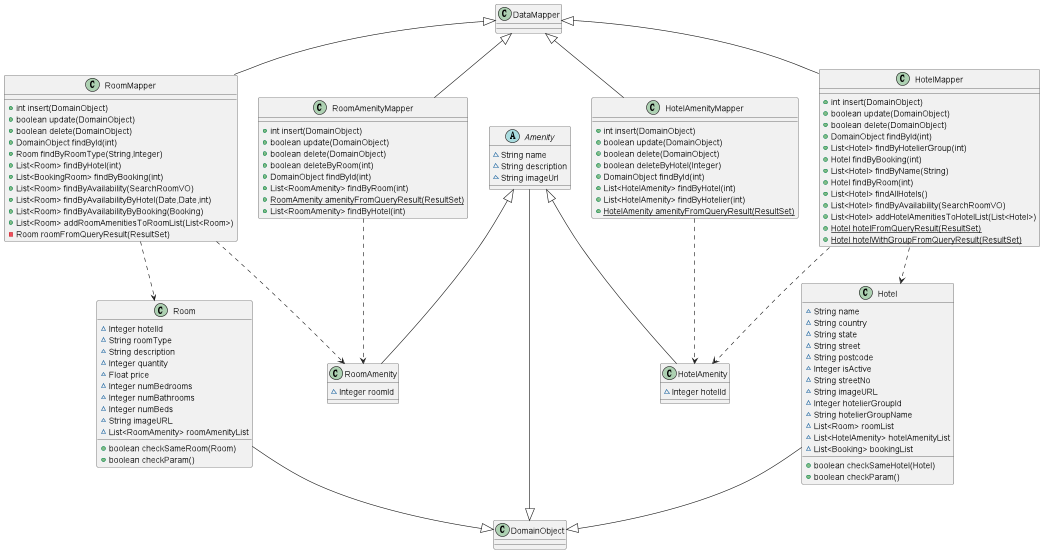 C DataMapper
C RoomMapper
int insert(DomainObject)
boolean update(DomainObject)
boolean delete(DomainObject)
DomainObject findById(int)
Room findByRoomType(String,Integer)
List<Room> findByHotel(int)
List<BookingRoom> findByBooking(int)
List<Room> findByAvailability(SearchRoomVO)
List<Room> findByAvailabilityByHotel(Date,Date,int)
List<Room> findByAvailabilityByBooking(Booking)
List<Room> addRoomAmenitiesToRoomList(List<Room>)
Room roomFromQueryResult(ResultSet)
C RoomAmenityMapper
int insert(DomainObject)
boolean update(DomainObject)
boolean delete(DomainObject)
boolean deleteByRoom(int)
DomainObject findById(int)
List<RoomAmenity> findByRoom(int)
RoomAmenity amenityFromQueryResult(ResultSet)
List<RoomAmenity> findByHotel(int)
A Amenity
String name
String description
String imageUrl
C HotelAmenityMapper
int insert(DomainObject)
boolean update(DomainObject)
boolean delete(DomainObject)
boolean deleteByHotel(Integer)
DomainObject findById(int)
List<HotelAmenity> findByHotel(int)
List<HotelAmenity> findByHotelier(int)
HotelAmenity amenityFromQueryResult(ResultSet)
C HotelMapper
int insert(DomainObject)
boolean update(DomainObject)
boolean delete(DomainObject)
DomainObject findById(int)
List<Hotel> findByHotelierGroup(int)
Hotel findByBooking(int)
List<Hotel> findByName(String)
Hotel findByRoom(int)
List<Hotel> findAllHotels()
List<Hotel> findByAvailability(SearchRoomVO)
List<Hotel> addHotelAmenitiesToHotelList(List<Hotel>)
Hotel hotelFromQueryResult(ResultSet)
Hotel hotelWithGroupFromQueryResult(ResultSet)
C Room
Integer hotelId
String roomType
String description
Integer quantity
Float price
Integer numBedrooms
Integer numBathrooms
Integer numBeds
String imageURL
List<RoomAmenity> roomAmenityList
boolean checkSameRoom(Room)
boolean checkParam()
C RoomAmenity
Integer roomId
C HotelAmenity
Integer hotelId
C Hotel
String name
String country
String state
String street
String postcode
Integer isActive
String streetNo
String imageURL
Integer hotelierGroupId
String hotelierGroupName
List<Room> roomList
List<HotelAmenity> hotelAmenityList
List<Booking> bookingList
boolean checkSameHotel(Hotel)
boolean checkParam()
C DomainObject